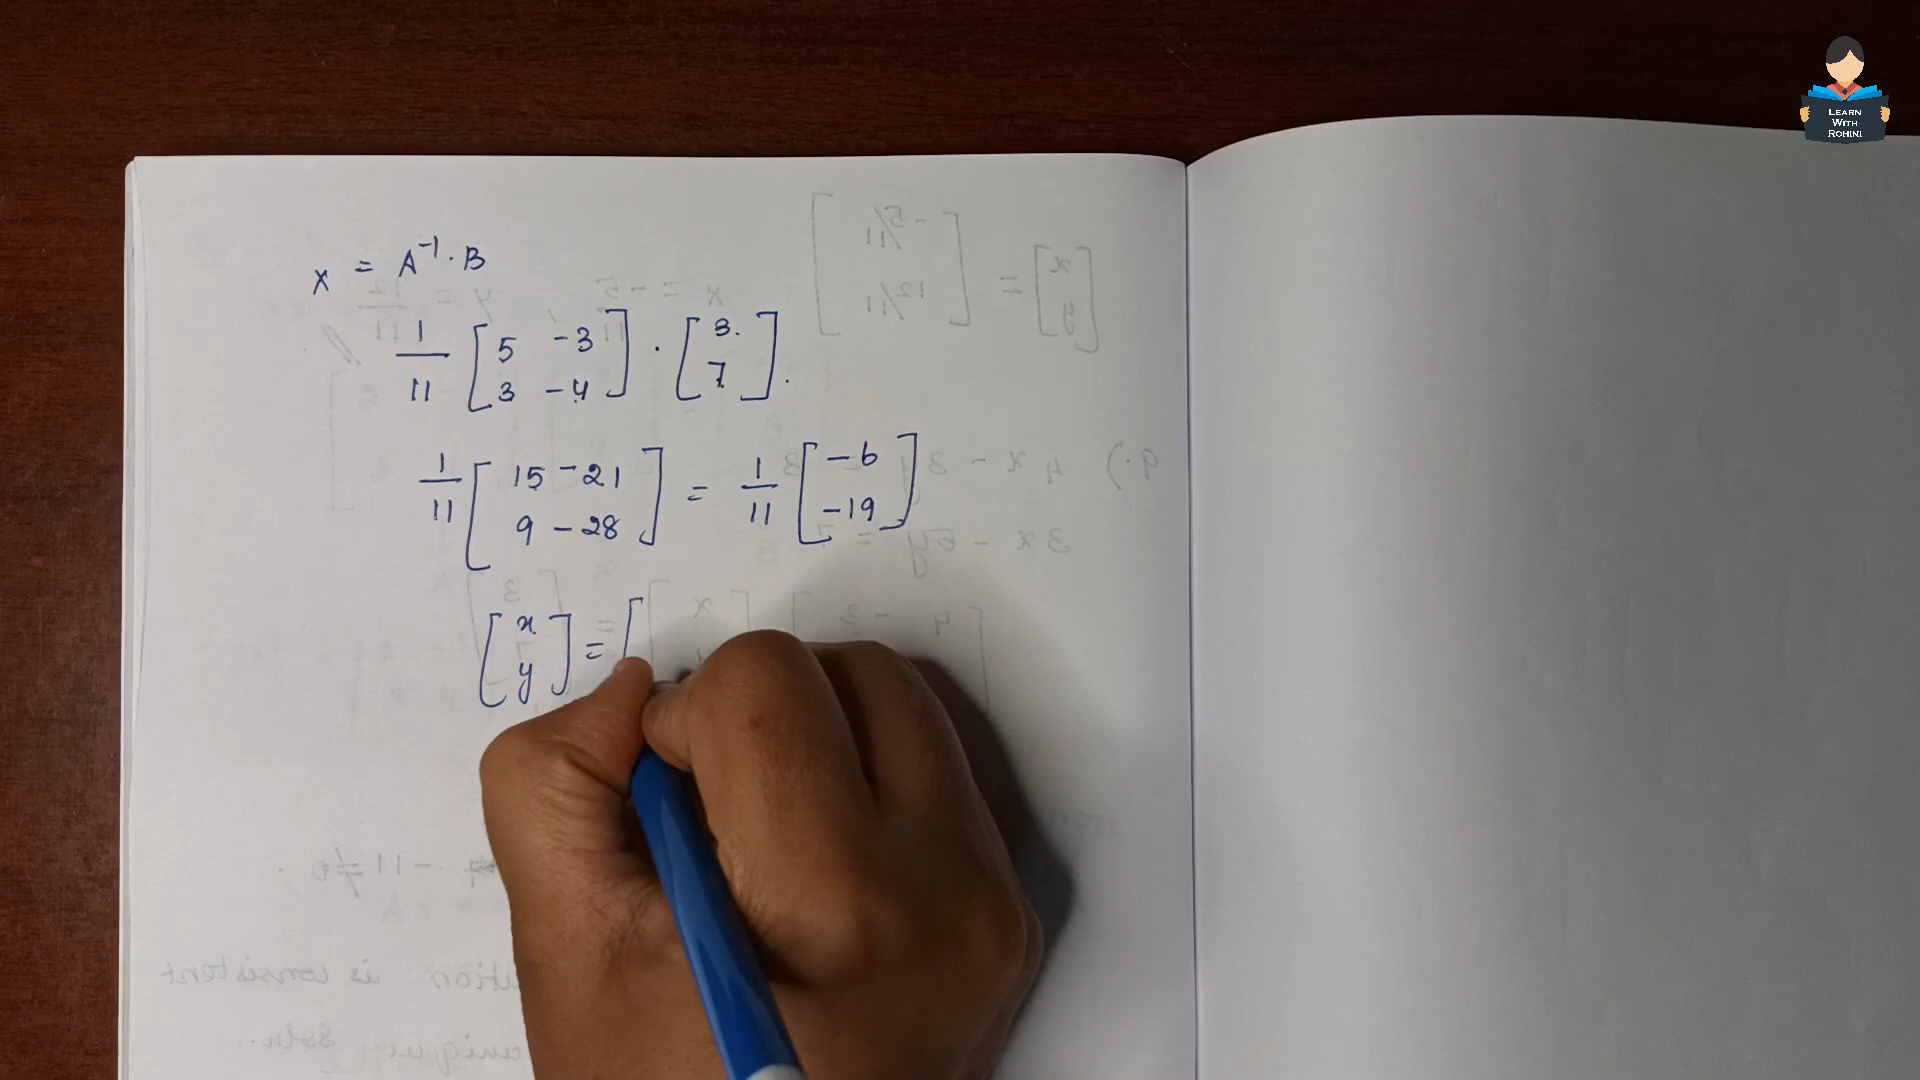 LEARN
WITH
ROHINI
X = A⁻¹ · B
1/11 [5 -3; 3 -4] · [3; 7].
1/11 [15 - 21; 9 - 28] = 1/11 [-6; -19]
[x; y] = [